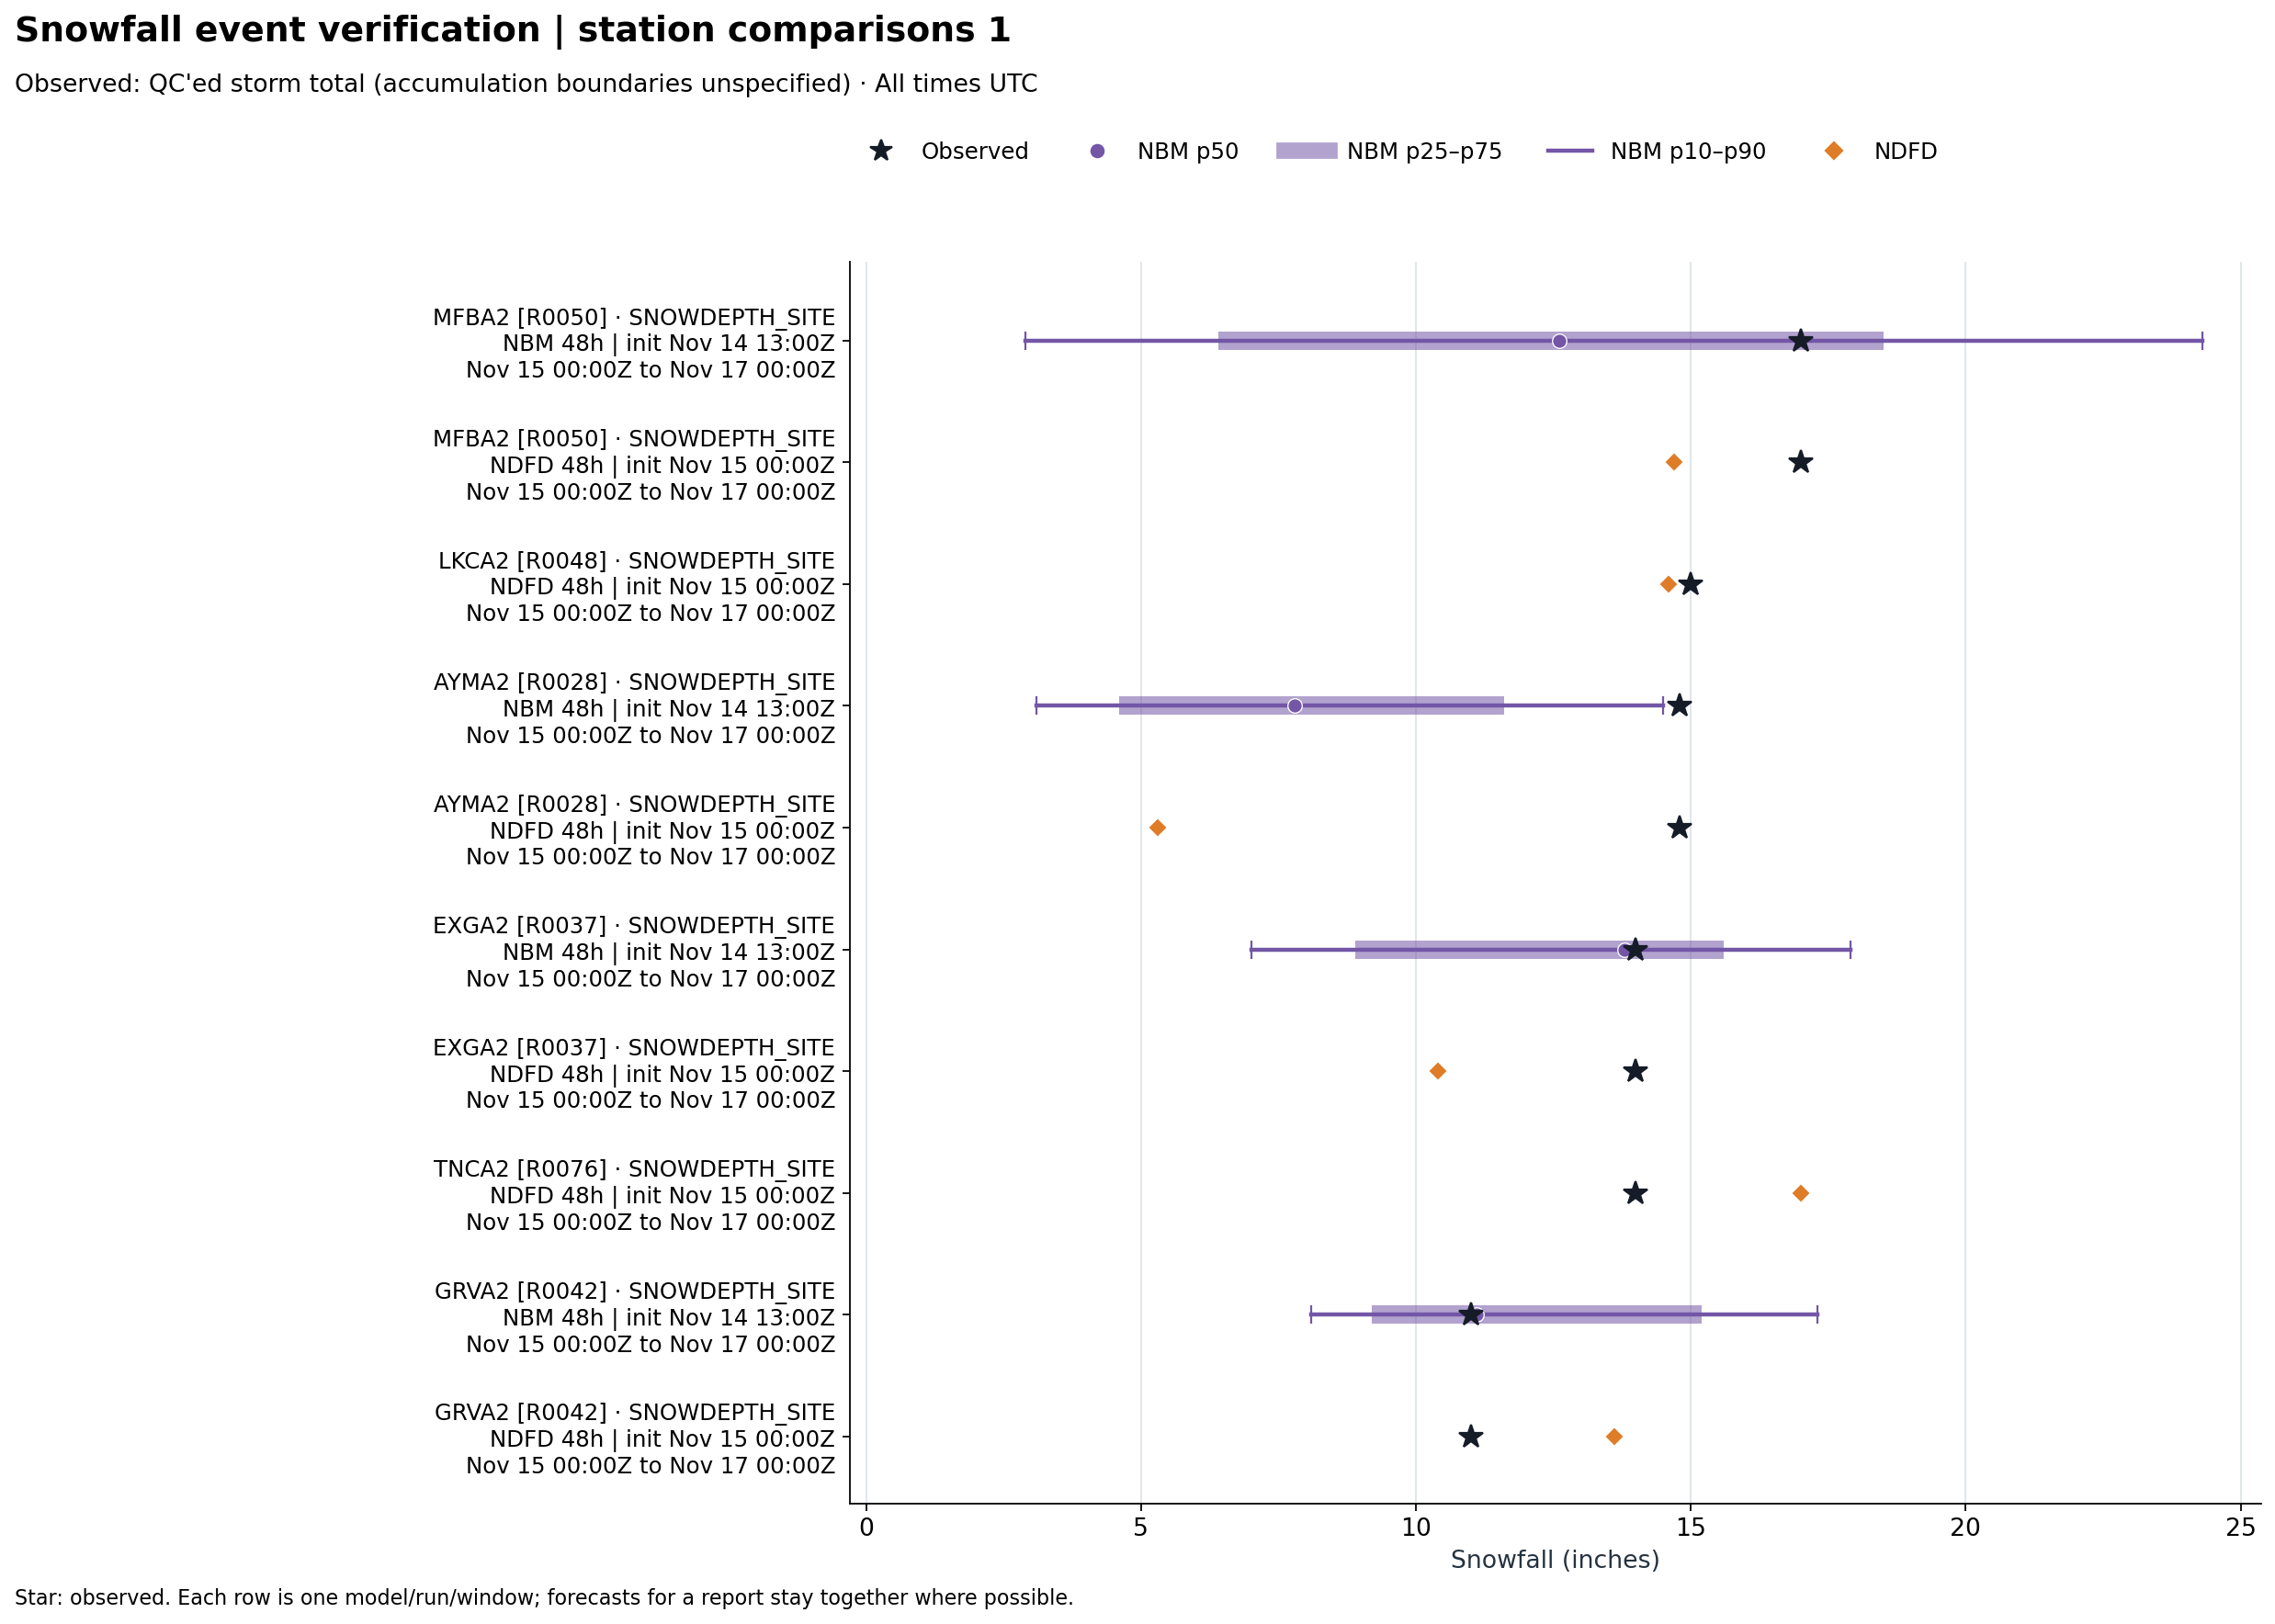 Snowfall event verification | station comparisons 1
Observed: QC'ed storm total (accumulation boundaries unspecified) · All times UTC
Observed
NBM p50
NBM p25–p75
NBM p10–p90
NDFD
MFBA2 [R0050] · SNOWDEPTH_SITE
NBM 48h | init Nov 14 13:00Z
Nov 15 00:00Z to Nov 17 00:00Z
MFBA2 [R0050] · SNOWDEPTH_SITE
NDFD 48h | init Nov 15 00:00Z
Nov 15 00:00Z to Nov 17 00:00Z
LKCA2 [R0048] · SNOWDEPTH_SITE
NDFD 48h | init Nov 15 00:00Z
Nov 15 00:00Z to Nov 17 00:00Z
AYMA2 [R0028] · SNOWDEPTH_SITE
NBM 48h | init Nov 14 13:00Z
Nov 15 00:00Z to Nov 17 00:00Z
AYMA2 [R0028] · SNOWDEPTH_SITE
NDFD 48h | init Nov 15 00:00Z
Nov 15 00:00Z to Nov 17 00:00Z
EXGA2 [R0037] · SNOWDEPTH_SITE
NBM 48h | init Nov 14 13:00Z
Nov 15 00:00Z to Nov 17 00:00Z
EXGA2 [R0037] · SNOWDEPTH_SITE
NDFD 48h | init Nov 15 00:00Z
Nov 15 00:00Z to Nov 17 00:00Z
TNCA2 [R0076] · SNOWDEPTH_SITE
NDFD 48h | init Nov 15 00:00Z
Nov 15 00:00Z to Nov 17 00:00Z
GRVA2 [R0042] · SNOWDEPTH_SITE
NBM 48h | init Nov 14 13:00Z
Nov 15 00:00Z to Nov 17 00:00Z
GRVA2 [R0042] · SNOWDEPTH_SITE
NDFD 48h | init Nov 15 00:00Z
Nov 15 00:00Z to Nov 17 00:00Z
0 5 10 15 20 25
Snowfall (inches)
Star: observed. Each row is one model/run/window; forecasts for a report stay together where possible.